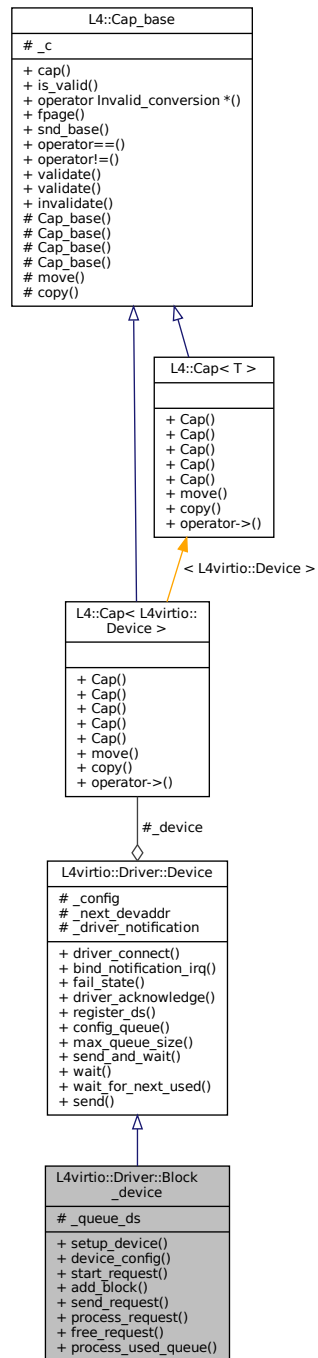 L4::Cap_base
# _c
+ cap()
+ is_valid()
+ operator Invalid_conversion *()
+ fpage()
+ snd_base()
+ operator==()
+ operator!=()
+ validate()
+ validate()
+ invalidate()
# Cap_base()
# Cap_base()
# Cap_base()
# Cap_base()
# move()
# copy()
L4::Cap< T >
+ Cap()
+ Cap()
+ Cap()
+ Cap()
+ Cap()
+ move()
+ copy()
+ operator->()
< L4virtio::Device >
L4::Cap< L4virtio::
Device >
+ Cap()
+ Cap()
+ Cap()
+ Cap()
+ Cap()
+ move()
+ copy()
+ operator->()
#_device
L4virtio::Driver::Device
# _config
# _next_devaddr
# _driver_notification
+ driver_connect()
+ bind_notification_irq()
+ fail_state()
+ driver_acknowledge()
+ register_ds()
+ config_queue()
+ max_queue_size()
+ send_and_wait()
+ wait()
+ wait_for_next_used()
+ send()
L4virtio::Driver::Block
_device
# _queue_ds
+ setup_device()
+ device_config()
+ start_request()
+ add_block()
+ send_request()
+ process_request()
+ free_request()
+ process_used_queue()